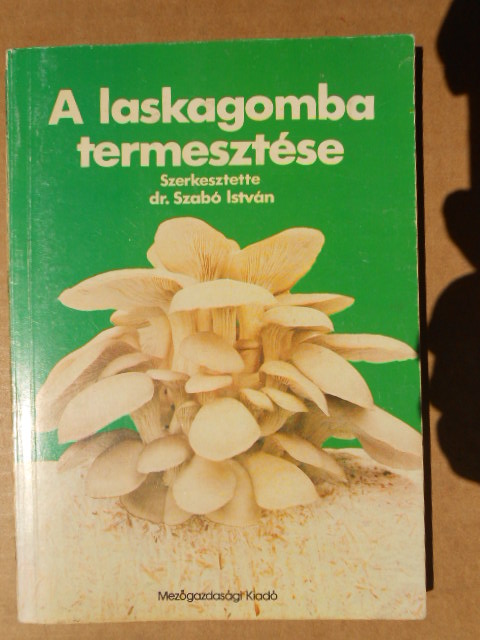 A laskagomba
termesztése
Szerkesztette
dr. Szabó István
Mezőgazdasági Kiadó